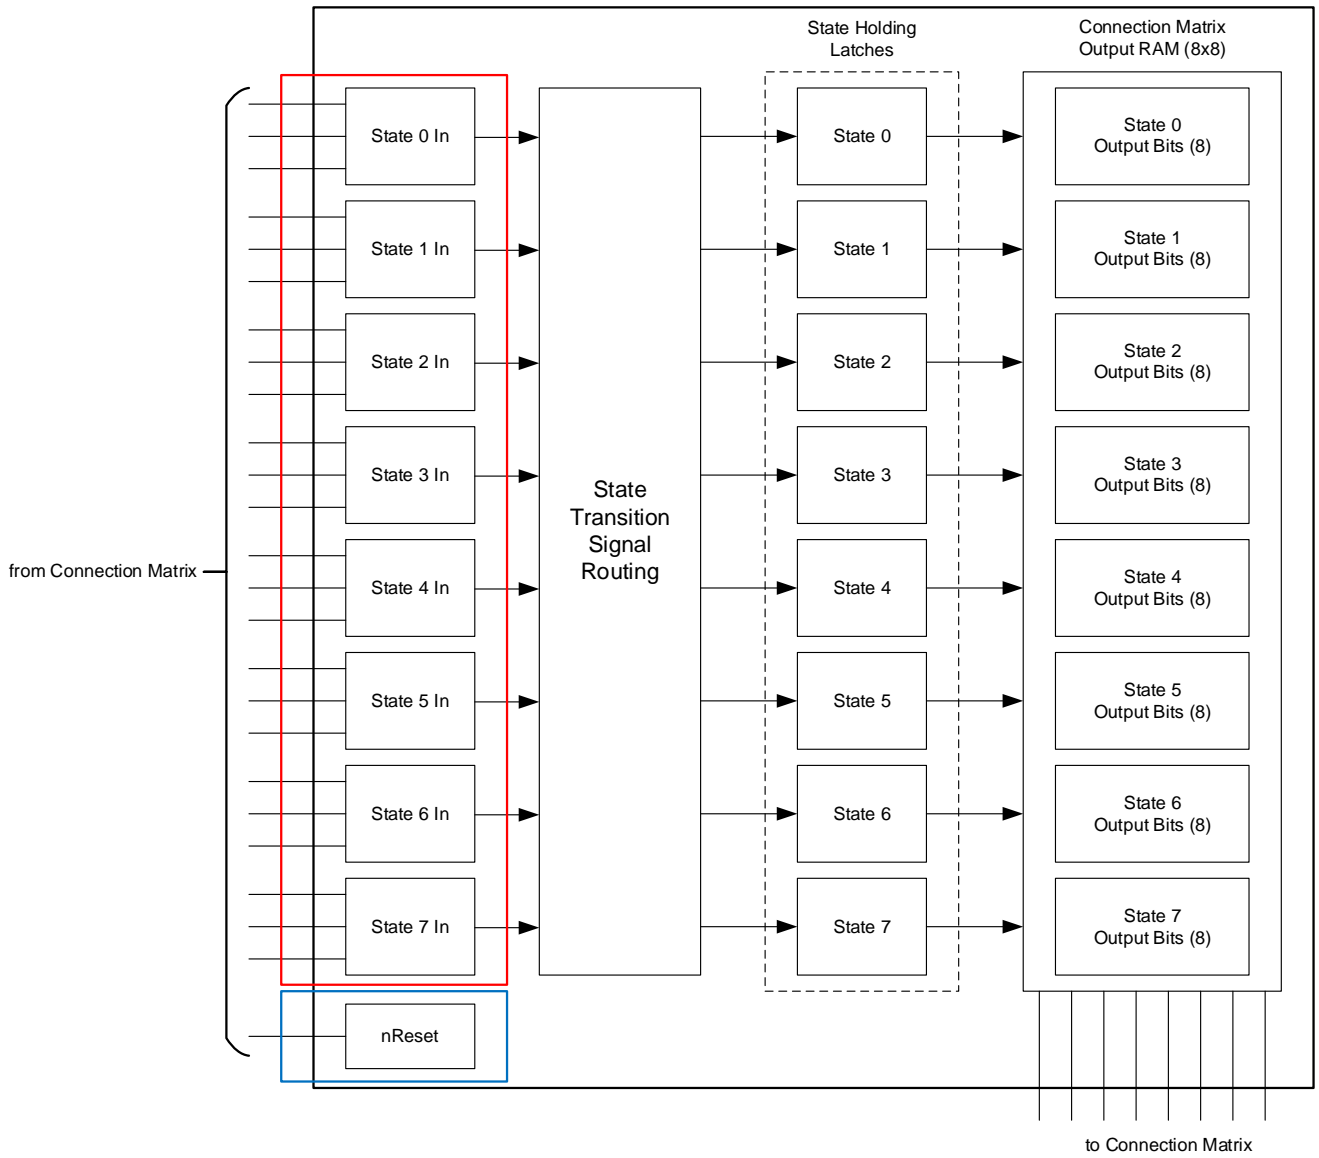 State Holding
Latches
Connection Matrix
Output RAM (8x8)
State 0 In
State 0
State 0
Output Bits (8)
State 1 In
State 1
State 1
Output Bits (8)
State 2 In
State 2
State 2
Output Bits (8)
State 3 In
State 3
State 3
Output Bits (8)
State
Transition
Signal
Routing
from Connection Matrix
State 4 In
State 4
State 4
Output Bits (8)
State 5 In
State 5
State 5
Output Bits (8)
State 6 In
State 6
State 6
Output Bits (8)
State 7 In
State 7
State 7
Output Bits (8)
nReset
to Connection Matrix